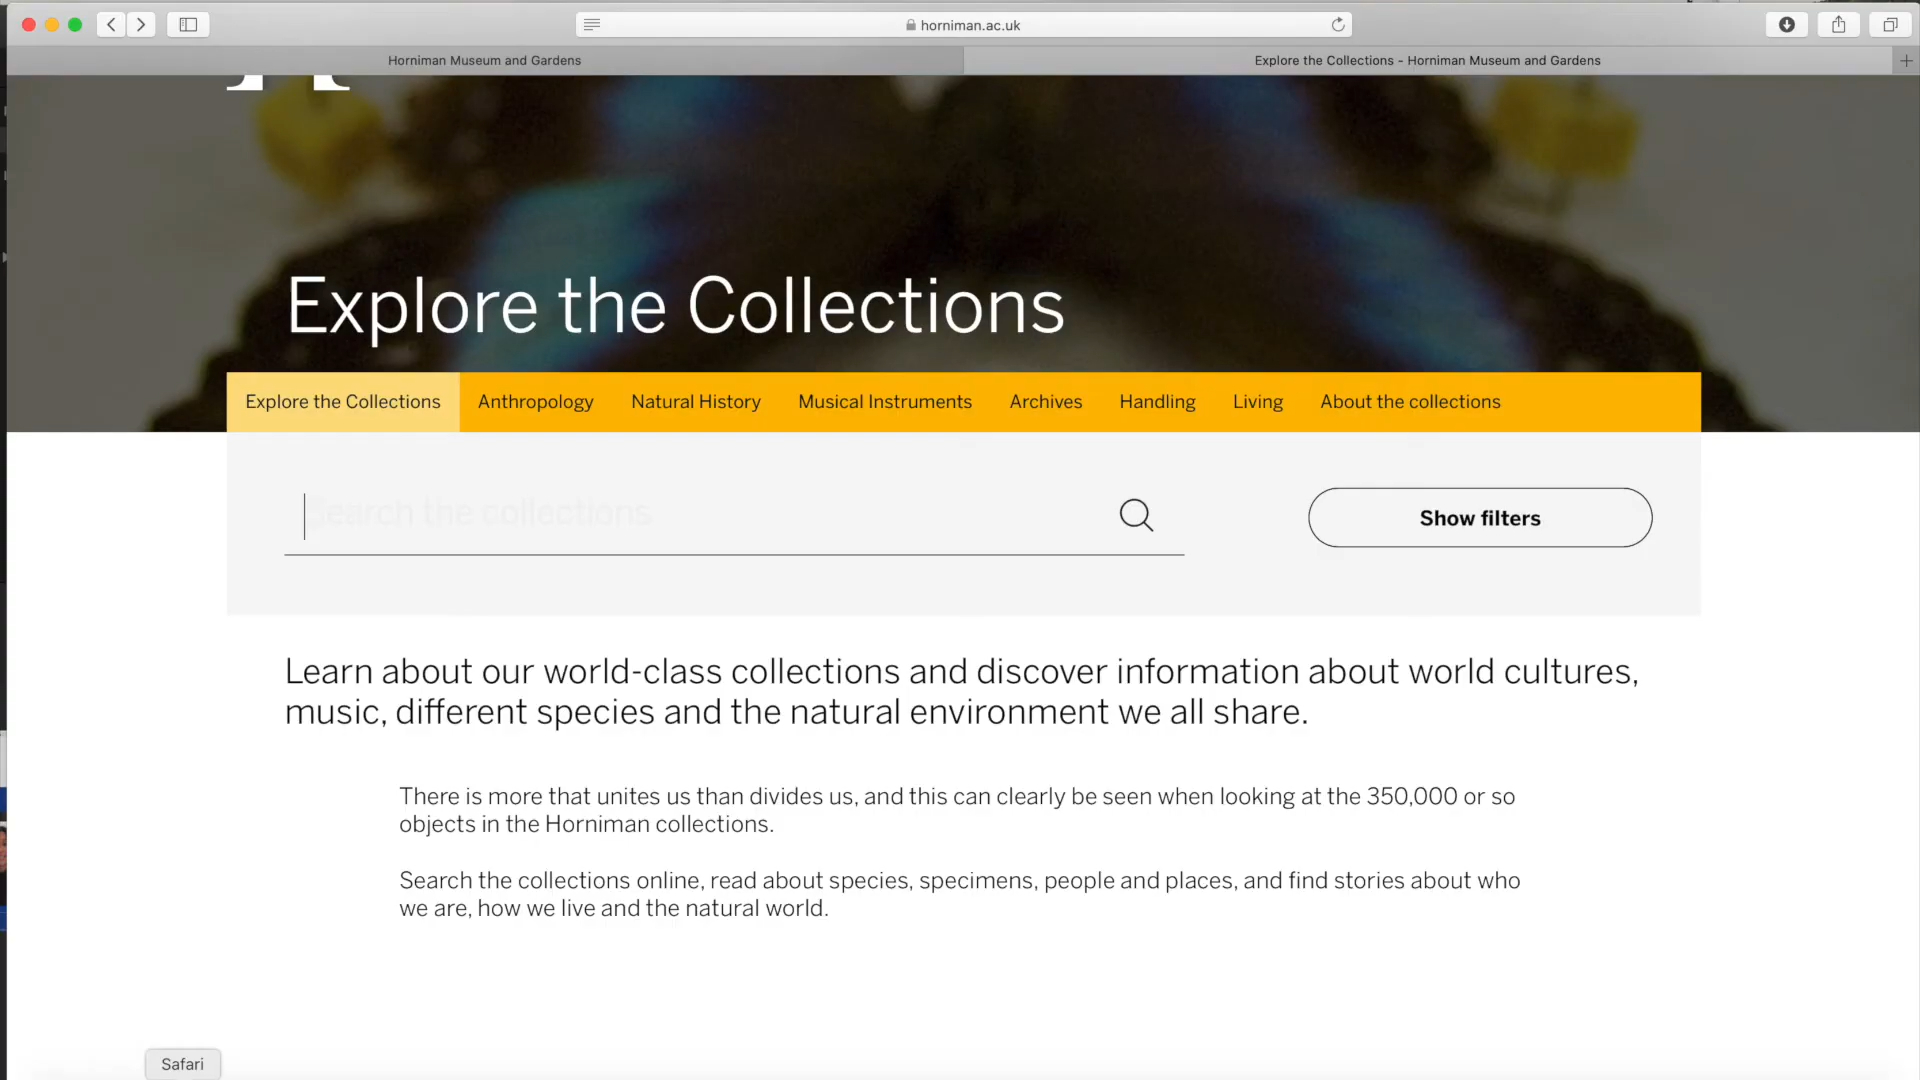 horniman.ac.uk
Horniman Museum and Gardens
Explore the Collections - Horniman Museum and Gardens
Explore the Collections
Explore the Collections
Anthropology
Natural History
Musical Instruments
Archives
Handling
Living
About the collections
Search the collections
Show filters
Learn about our world-class collections and discover information about world cultures,
music, different species and the natural environment we all share.
There is more that unites us than divides us, and this can clearly be seen when looking at the 350,000 or so
objects in the Horniman collections.
Search the collections online, read about species, specimens, people and places, and find stories about who
we are, how we live and the natural world.
Safari